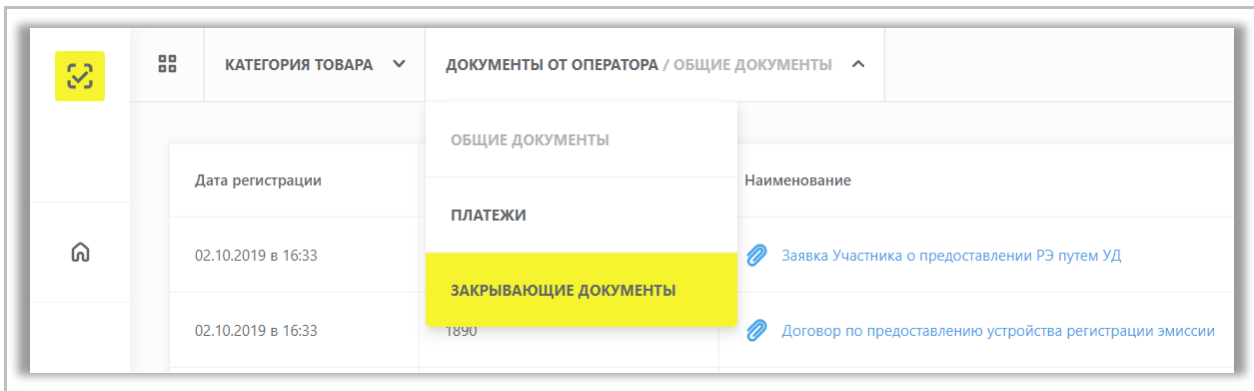 КАТЕГОРИЯ ТОВАРА
ДОКУМЕНТЫ ОТ ОПЕРАТОРА / ОБЩИЕ ДОКУМЕНТЫ
ОБЩИЕ ДОКУМЕНТЫ
Дата регистрации
Наименование
ПЛАТЕЖИ
02.10.2019 в 16:33
Заявка Участника о предоставлении РЭ путем УД
ЗАКРЫВАЮЩИЕ ДОКУМЕНТЫ
02.10.2019 в 16:33
1890
Договор по предоставлению устройства регистрации эмиссии